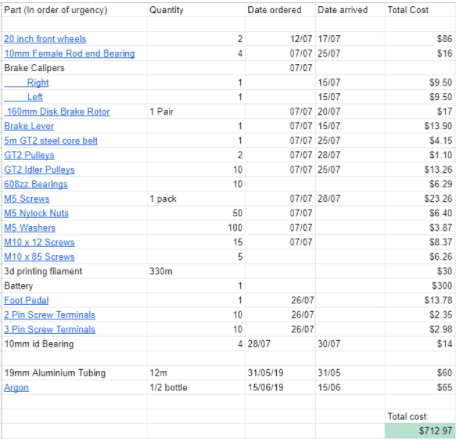 Part (In order of urgency) Quantity Date ordered Date arrived Total Cost
20 inch front wheels 2 12/07 17/07 $86
10mm Female Rod end Bearing 4 07/07 25/07 $16
Brake Calipers 07/07
Right 1 15/07 $9.50
Left 1 15/07 $9.50
160mm Disk Brake Rotor 1 Pair 07/07 20/07 $17
Brake Lever 1 07/07 15/07 $13.90
5m GT2 steel core belt 1 07/07 25/07 $4.15
GT2 Pulleys 2 07/07 28/07 $1.10
GT2 Idler Pulleys 10 07/07 25/07 $13.26
608zz Bearings 10 $6.29
M5 Screws 1 pack 07/07 28/07 $23.26
M5 Nylock Nuts 50 07/07 $6.40
M5 Washers 100 07/07 $3.87
M10 x 12 Screws 15 07/07 $8.37
M10 x 85 Screws 5 $6.26
3d printing filament 330m $30
Battery 1 $300
Foot Pedal 1 26/07 $13.78
2 Pin Screw Terminals 10 26/07 $2.35
3 Pin Screw Terminals 10 26/07 $2.98
10mm id Bearing 4 28/07 30/07 $14
19mm Aluminium Tubing 12m 31/05/19 31/05 $60
Argon 1/2 bottle 15/06/19 15/06 $65
Total cost:
$712.97